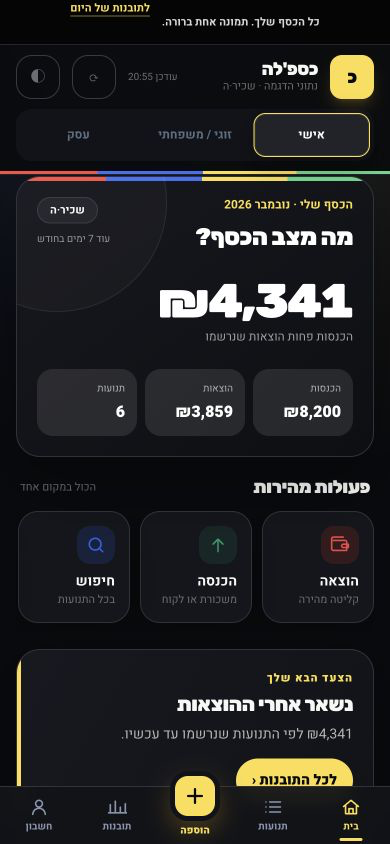 לתובנות של היום
כל הכסף שלך. תמונה אחת ברורה.
כ
כספ'לה
נתוני הדגמה · שכיר·ה
עודכן 20:55
אישי
זוגי / משפחתי
עסק
הכסף שלי · נובמבר 2026
שכיר·ה
מה מצב הכסף?
עוד 7 ימים בחודש
₪4,341
הכנסות פחות הוצאות שנרשמו
הכנסות
הוצאות
תנועות
₪8,200
₪3,859
6
פעולות מהירות
הכול במקום אחד
הוצאה
הכנסה
חיפוש
קליטה מהירה
משכורת או לקוח
בכל התנועות
הצעד הבא שלך
נשאר אחרי ההוצאות
₪4,341 לפי התנועות שנרשמו עד עכשיו.
לכל התובנות ›
בית
תנועות
הוספה
תובנות
חשבון